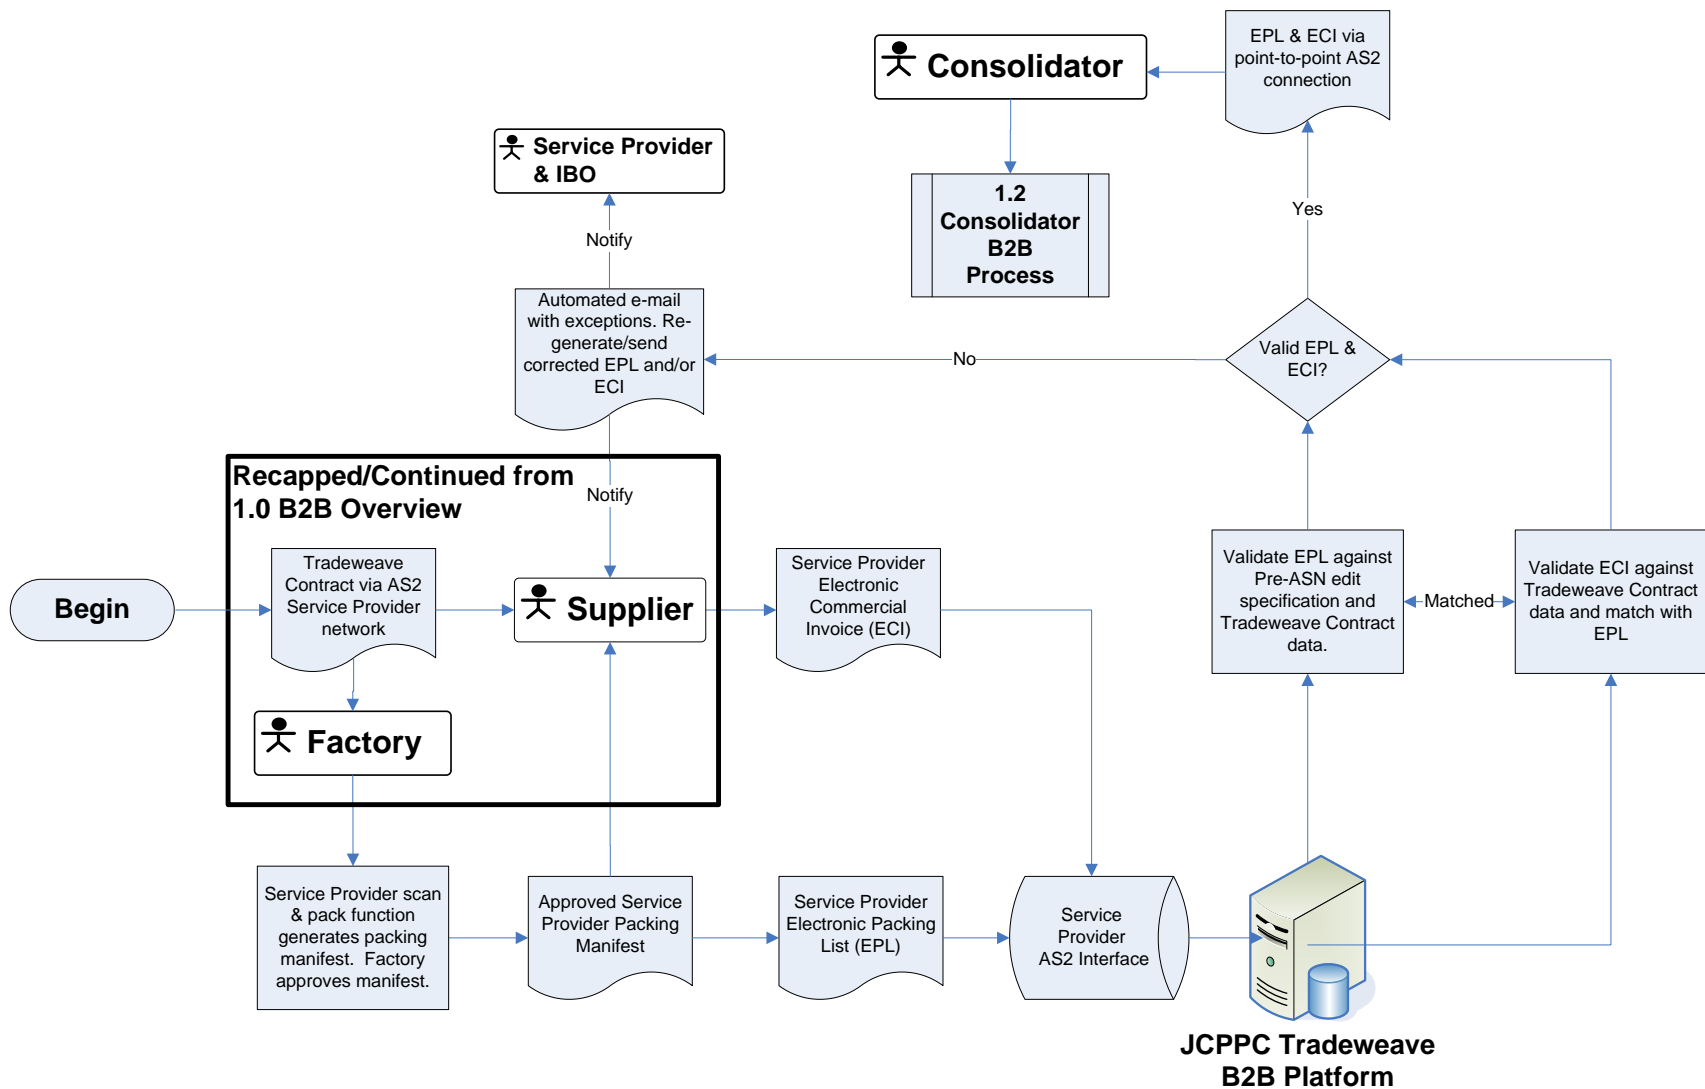 EPL & ECI via
point-to-point AS2
connection
Consolidator
Service Provider
& IBO
1.2
Consolidator
B2B
Process
Yes
Notify
Automated e-mail
with exceptions. Re-
generate/send
corrected EPL and/or
ECI
No
Valid EPL &
ECI?
Recapped/Continued from
1.0 B2B Overview
Notify
Begin
Tradeweave
Contract via AS2
Service Provider
network
Supplier
Service Provider
Electronic
Commercial
Invoice (ECI)
Validate EPL against
Pre-ASN edit
specification and
Tradeweave Contract
data.
Matched
Validate ECI against
Tradeweave Contract
data and match with
EPL
Factory
Service Provider scan
& pack function
generates packing
manifest.  Factory
approves manifest.
Approved Service
Provider Packing
Manifest
Service Provider
Electronic Packing
List (EPL)
Service
Provider
AS2 Interface
JCPPC Tradeweave
B2B Platform